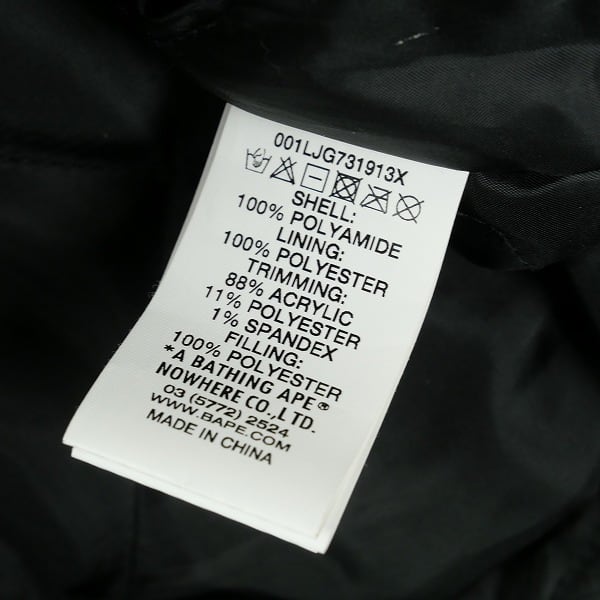 001LJG731913X
SHELL:
100% POLYAMIDE
LINING:
100% POLYESTER
TRIMMING:
88% ACRYLIC
11% POLYESTER
1% SPANDEX
FILLING:
100% POLYESTER
*A BATHING APE®
NOWHERE CO., LTD.
03 (5772) 2524
WWW.BAPE.COM
MADE IN CHINA